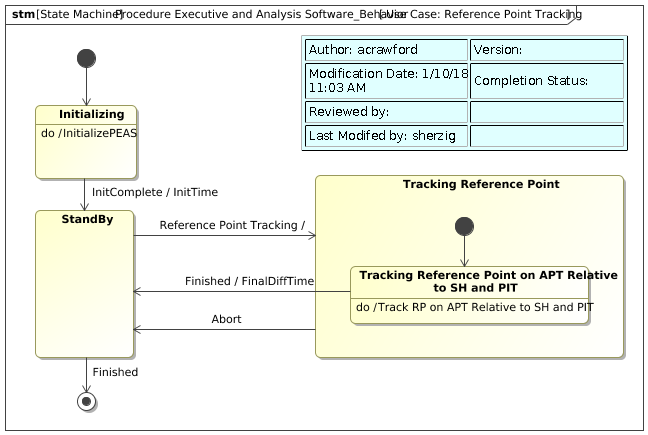 stm [State Machine] Procedure Executive and Analysis Software_Behavior [ Use Case: Reference Point Tracking ]
Author: acrawford
Version:
Modification Date: 1/10/18
11:03 AM
Completion Status:
Reviewed by:
Last Modifed by: sherzig
Initializing
do / InitializePEAS
InitComplete / InitTime
Tracking Reference Point
StandBy
Reference Point Tracking /
Tracking Reference Point on APT Relative
to SH and PIT
Finished / FinalDiffTime
do / Track RP on APT Relative to SH and PIT
Abort
Finished